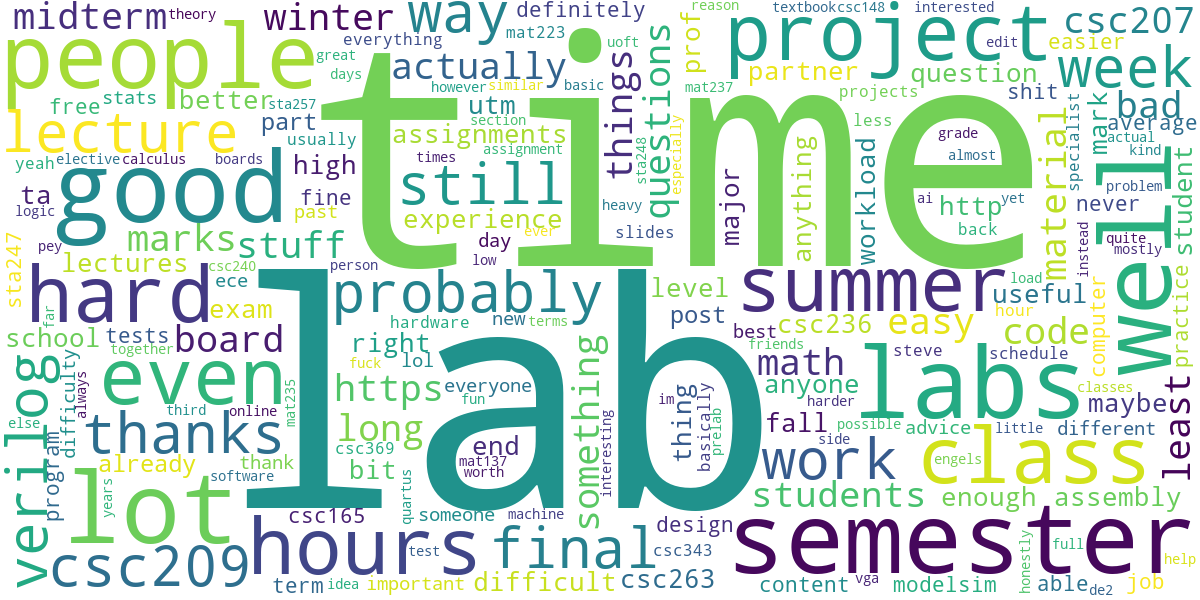 midterm
theory
winter
way
definitely
textbook
csc148
interested
people
everything
mat223
reason
edit
csc207
great
days
actually
however
similar
uoft
basic
things
questions
prof
project
partner
question
easier
week
free
stats
better
sta257
part
utm
section
mat237
projects
shit
bad
mark
average
lecture
usually
assignments
assignment
less
specialist
actual
kind
yeah
elective
calculus
boards
high
times
time
sta248
especially
grade
almost
material
ta
logic
good
fine
past
still
experience
heavy
slides
major
anything
workload
ai
http
yet
back
never
problem
student
well
quite
mostly
instead
sta247
pey
marks
stuff
day
ever
low
lectures
csc240
person
ece
hard
exam
probably
level
summer
load
useful
hour
practice
far
school
tests
board
hardware
new
terms
post
best
csc236
easy
code
computer
together
right
lol
fuck
friends
math
steve
schedule
verilog
difficulty
always
even
mat235
https
everyone
fun
something
im
thing
basically
prelab
anyone
harder
labs
classes
maybe
least
else
third
online
thanks
long
lab
end
mat137
worth
interesting
fall
possible
advice
little
different
side
program
already
thank
csc369
bit
software
work
class
engels
years
lot
quartus
csc165
someone
machine
students
enough
assembly
csc209
hours
test
final
design
csc343
semester
honestly
full
help
term
idea
important
difficult
csc263
content
vga
modelsim
able
de2
job